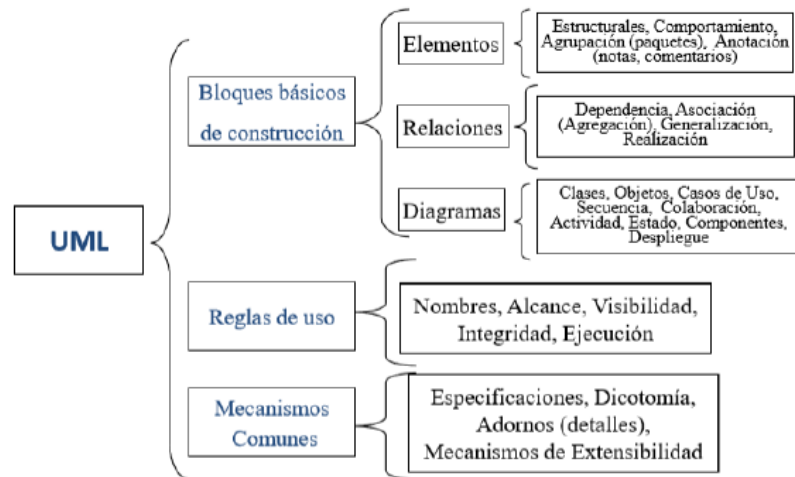 UML
Bloques básicos
de construcción
Elementos
Estructurales, Comportamiento,
Agrupación (paquetes), Anotación
(notas, comentarios)
Relaciones
Dependencia, Asociación
(Agregación), Generalización,
Realización
Diagramas
Clases, Objetos, Casos de Uso,
Secuencia, Colaboración,
Actividad, Estado, Componentes,
Despliegue
Reglas de uso
Nombres, Alcance, Visibilidad,
Integridad, Ejecución
Mecanismos
Comunes
Especificaciones, Dicotomía,
Adornos (detalles),
Mecanismos de Extensibilidad